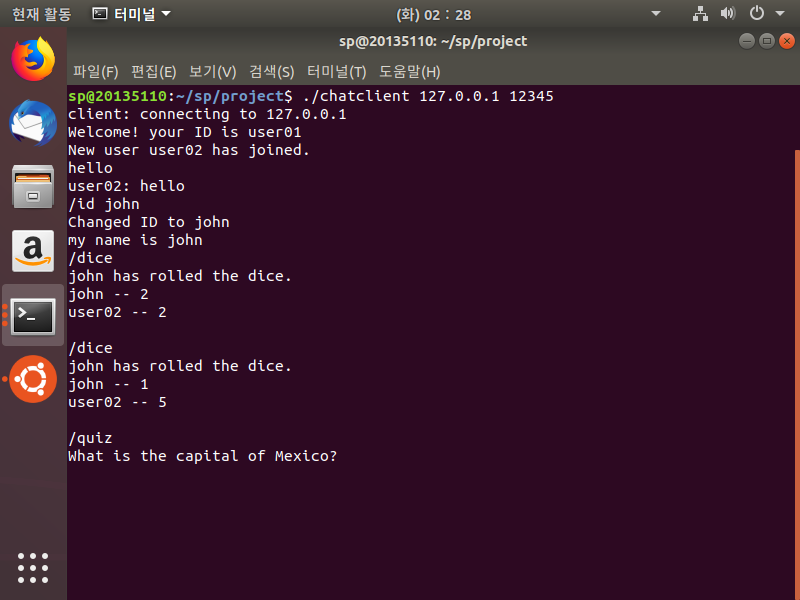 현재 활동 터미널 (화) 02 : 28
sp@20135110: ~/sp/project
파일(F) 편집(E) 보기(V) 검색(S) 터미널(T) 도움말(H)
sp@20135110:~/sp/project$ ./chatclient 127.0.0.1 12345
client: connecting to 127.0.0.1
Welcome! your ID is user01
New user user02 has joined.
hello
user02: hello
/id john
Changed ID to john
my name is john
/dice
john has rolled the dice.
john -- 2
user02 -- 2
/dice
john has rolled the dice.
john -- 1
user02 -- 5
/quiz
What is the capital of Mexico?
a
>_